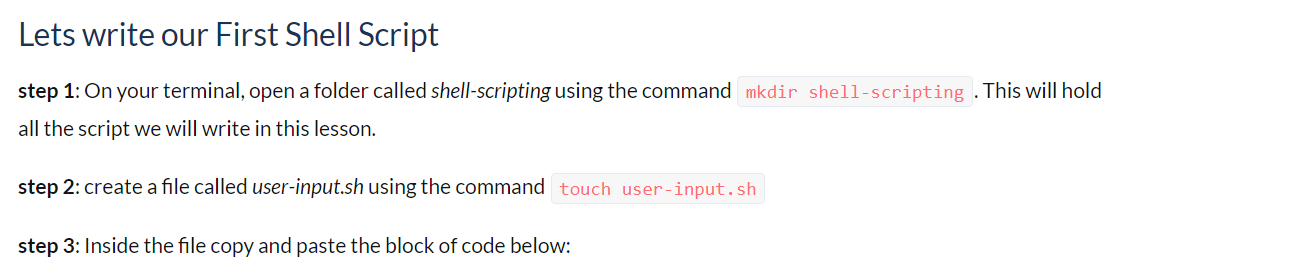 Lets write our First Shell Script
step 1: On your terminal, open a folder called shell-scripting using the command mkdir shell-scripting . This will hold
all the script we will write in this lesson.
step 2: create a file called user-input.sh using the command touch user-input.sh
step 3: Inside the file copy and paste the block of code below: